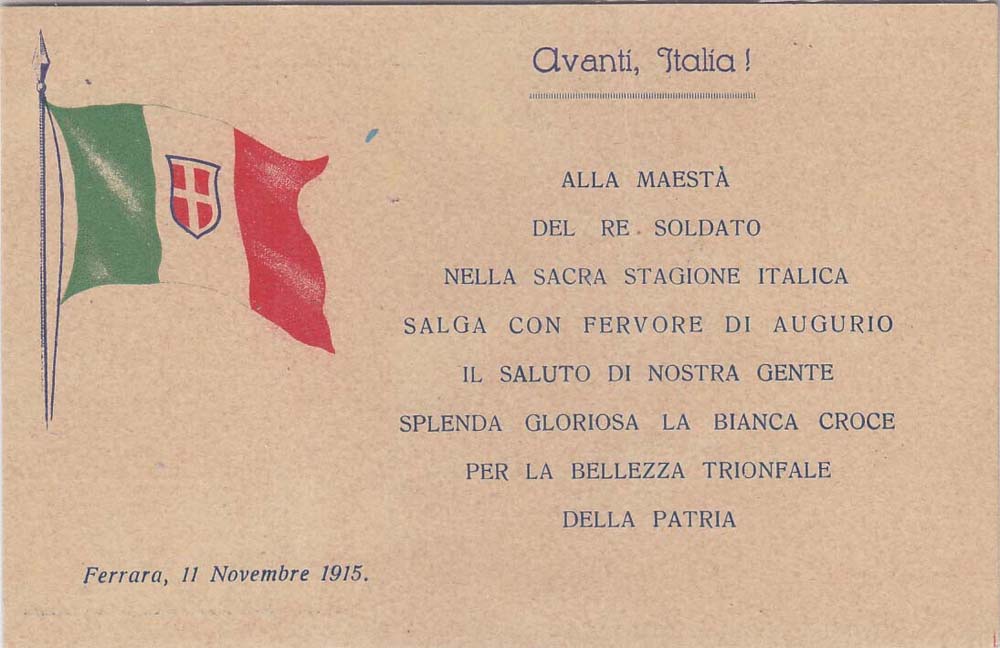 Avanti, Italia!
ALLA MAESTÀ
DEL RE SOLDATO
NELLA SACRA STAGIONE ITALICA
SALGA CON FERVORE DI AUGURIO
IL SALUTO DI NOSTRA GENTE
SPLENDA GLORIOSA LA BIANCA CROCE
PER LA BELLEZZA TRIONFALE
DELLA PATRIA
Ferrara, 11 Novembre 1915.